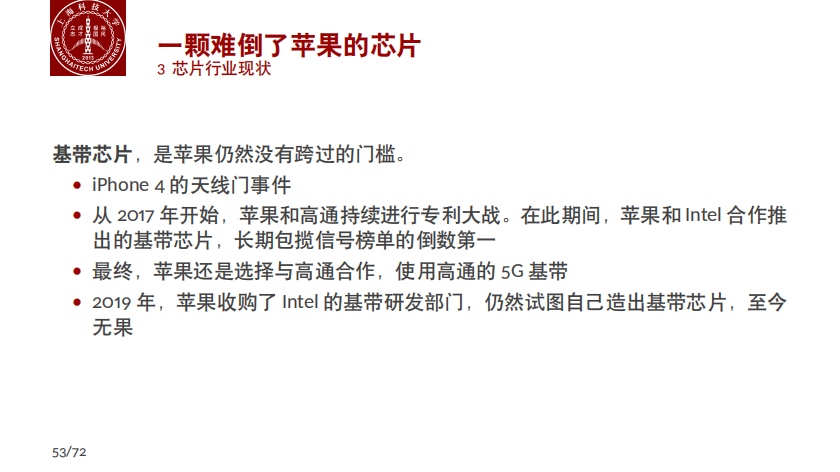 上海科技大学
立志 成才 报国 裕民
2013
SHANGHAITECH UNIVERSITY
一颗难倒了苹果的芯片
3 芯片行业现状
基带芯片，是苹果仍然没有跨过的门槛。
• iPhone 4 的天线门事件
• 从 2017 年开始，苹果和高通持续进行专利大战。在此期间，苹果和 Intel 合作推
出的基带芯片，长期包揽信号榜单的倒数第一
• 最终，苹果还是选择与高通合作，使用高通的 5G 基带
• 2019 年，苹果收购了 Intel 的基带研发部门，仍然试图自己造出基带芯片，至今
无果
53/72